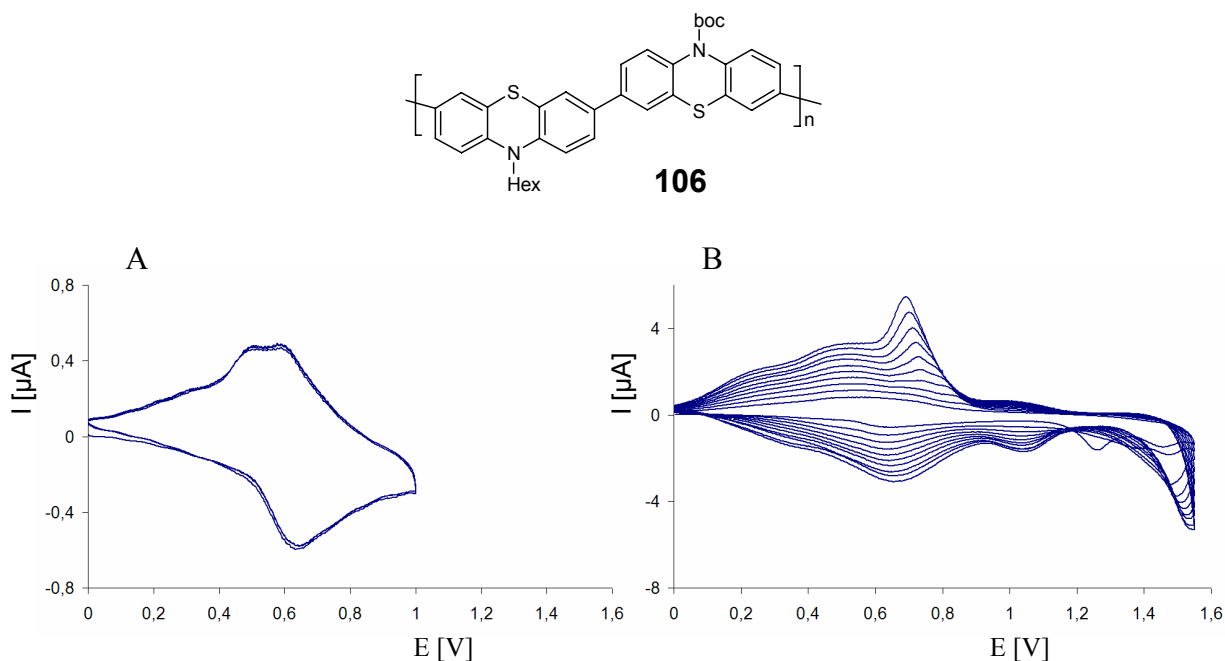 boc
N
S
S
n
N
Hex
106
A
B
0,8
0,4
0
-0,4
-0,8
I [µA]
0 0,2 0,4 0,6 0,8 1 1,2 1,4 1,6
E [V]
4
0
-4
-8
I [µA]
0 0,2 0,4 0,6 0,8 1 1,2 1,4 1,6
E [V]